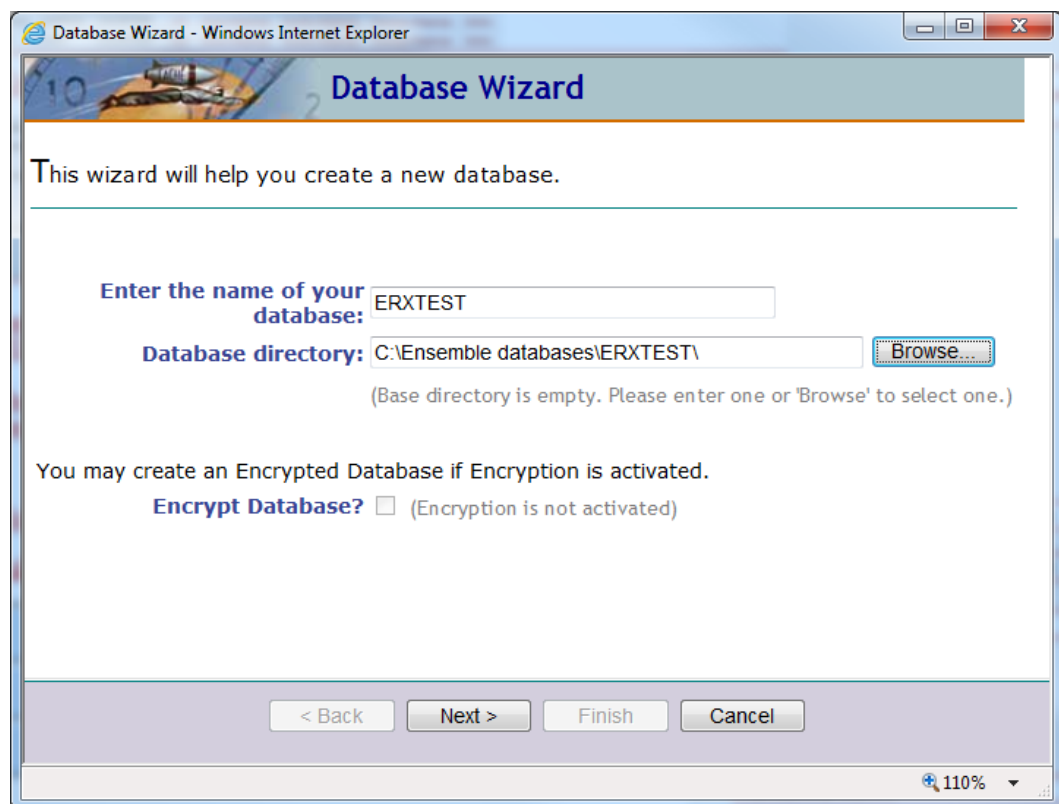 Database Wizard - Windows Internet Explorer
10
CACHE
2
Database Wizard
This wizard will help you create a new database.
Enter the name of your
database:
ERXTEST
Database directory:
C:\Ensemble databases\ERXTEST\
Browse...
(Base directory is empty. Please enter one or 'Browse' to select one.)
You may create an Encrypted Database if Encryption is activated.
Encrypt Database?
(Encryption is not activated)
< Back
Next >
Finish
Cancel
110%